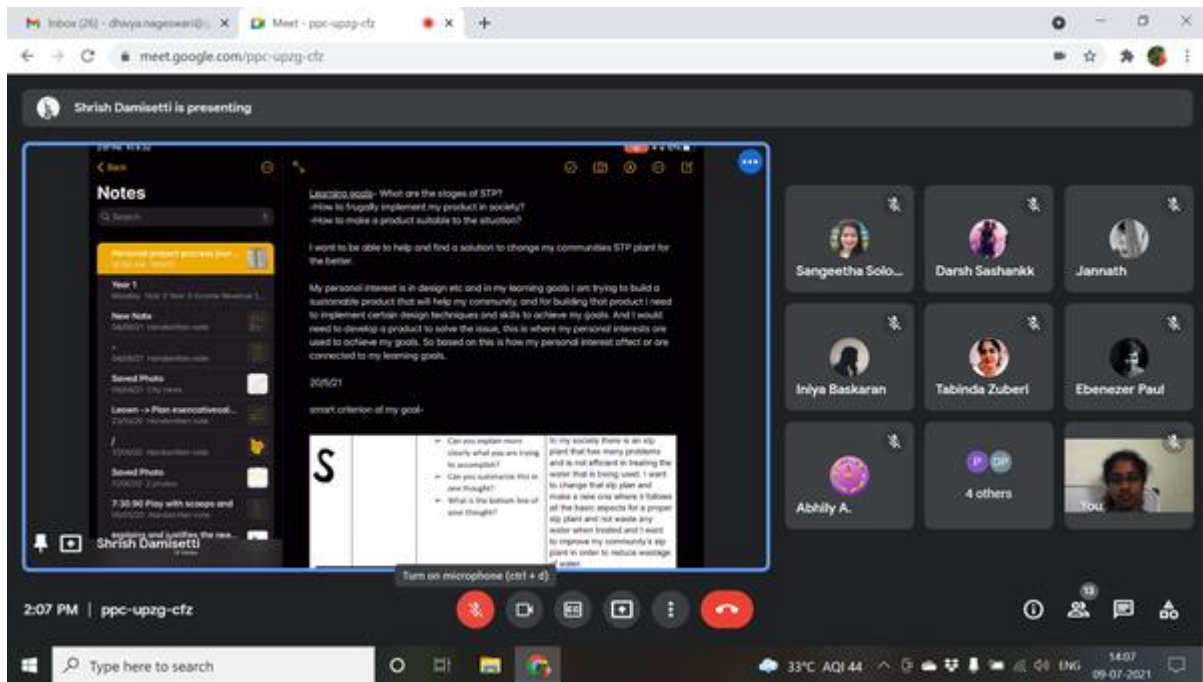 Inbox (26) - dhivya.nageswari@
Meet - ppc-upzg-cfz
meet.google.com/ppc-upzg-cfz
Shrish Damisetti is presenting
Back
Notes
Search
Personal project process jour...
Year 1
New Note
Saved Photo
Saved Photo
7:30.90 Play with scoops and
Shrish Damisetti
Learning goals- What are the stages of STP?
-How to frugally implement my product in society?
-How to make a product suitable to the situation?
I want to be able to help and find a solution to change my communities STP plant for
the better.
My personal interest is in design etc and in my learning goals I am trying to build a
sustainable product that will help my community, and for building that product I need
to implement certain design techniques and skills to achieve my goals. And I would
need to develop a product to solve the issue, this is where my personal interests are
used to achieve my goals. So based on this is how my personal interest effect or are
connected to my learning goals.
20/5/21
smart criterion of my goal-
S
Can you explain more
clearly what you are trying
to accomplish?
Can you summarize this in
one thought?
What is the bottom line of
your thought?
In my society there is an stp
plant that has many problems
and is not efficient in treating the
water that is being used. I want
to change that stp plan and
make a new one where it follows
all the basic aspects for a proper
stp plant and not waste any
water when treated and I want
to improve my community's stp
plant in order to reduce wastage
of water
Sangeetha Solo...
Darsh Sashankk
Jannath
Iniya Baskaran
Tabinda Zuberi
Ebenezer Paul
Abhily A.
P DP
4 others
You
Turn on microphone (ctrl + d)
2:07 PM | ppc-upzg-cfz
13
Type here to search
33°C AQI 44
ENG
14:07
09-07-2021